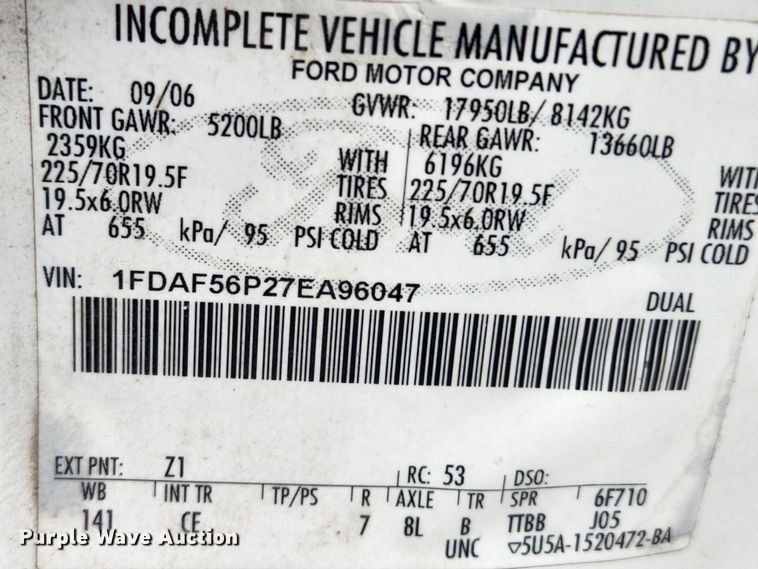 INCOMPLETE VEHICLE MANUFACTURED BY
FORD MOTOR COMPANY
DATE: 09/06 GVWR: 17950LB/ 8142KG
FRONT GAWR: 5200LB REAR GAWR: 13660LB
2359KG WITH 6196KG WITH
225/70R19.5F TIRES 225/70R19.5F TIRES
19.5x6.0RW RIMS 19.5x6.0RW RIMS
AT 655 kPa/ 95 PSI COLD AT 655 kPa/ 95 PSI COLD
VIN: 1FDAF56P27EA96047
DUAL
EXT PNT: Z1 RC: 53 DSO:
WB INT TR TP/PS R AXLE TR SPR 6F710
141 CE 7 8L B TTBB J05
UNC 5U5A-1520472-BA
Purple Wave Auction